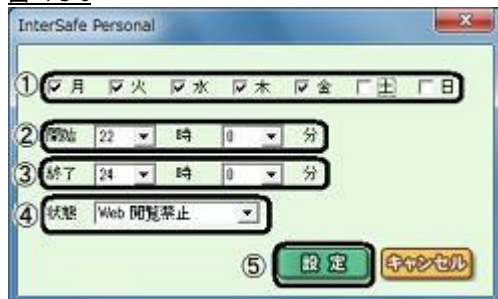 InterSafe Personal
① 月 火 水 木 金 土 日
② 開始 22 時 0 分
③ 終了 24 時 0 分
④ 状態 Web 閲覧禁止
⑤ 設定 キャンセル